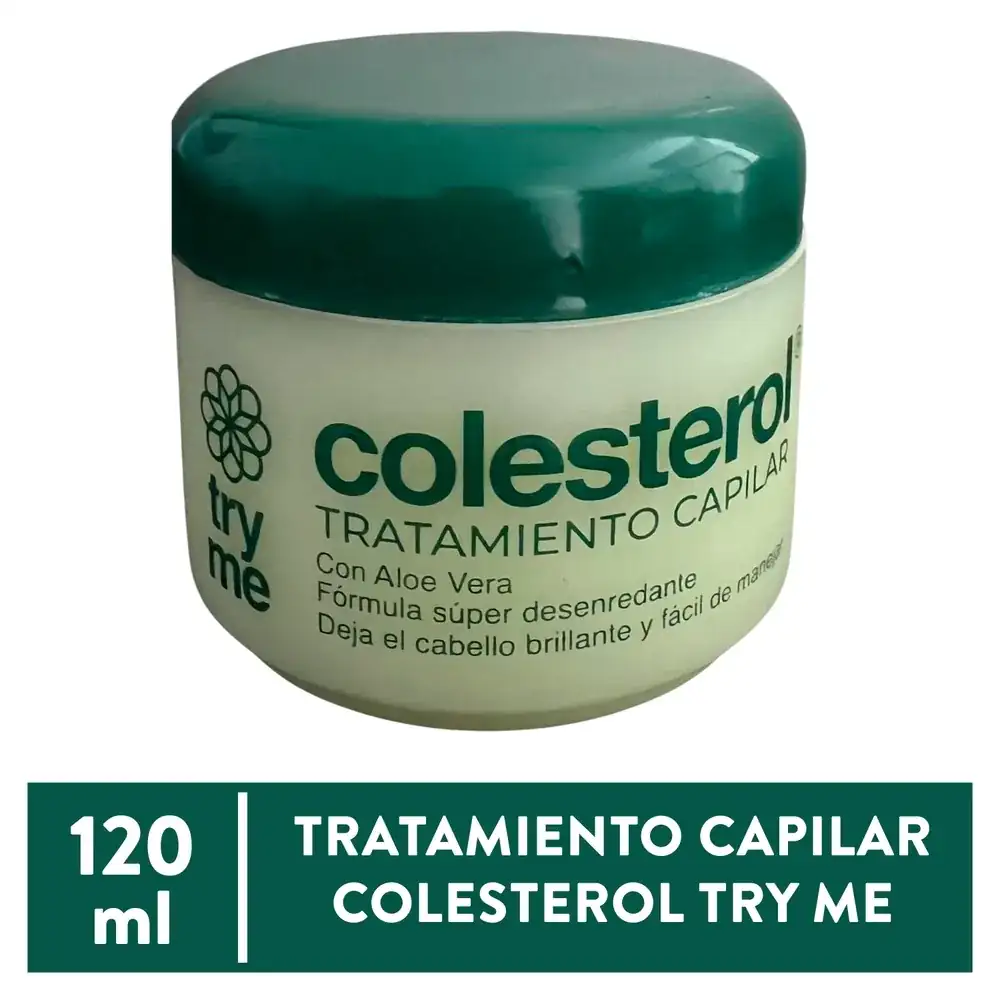 try
me
colesterol®
TRATAMIENTO CAPILAR
Con Aloe Vera
Fórmula súper desenredante
Deja el cabello brillante y fácil de manejar
120
ml
TRATAMIENTO CAPILAR
COLESTEROL TRY ME